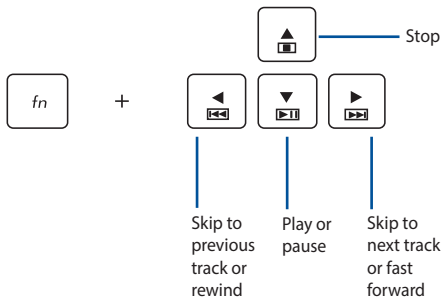 Stop
fn +
Skip to
previous
track or
rewind
Play or
pause
Skip to
next track
or fast
forward